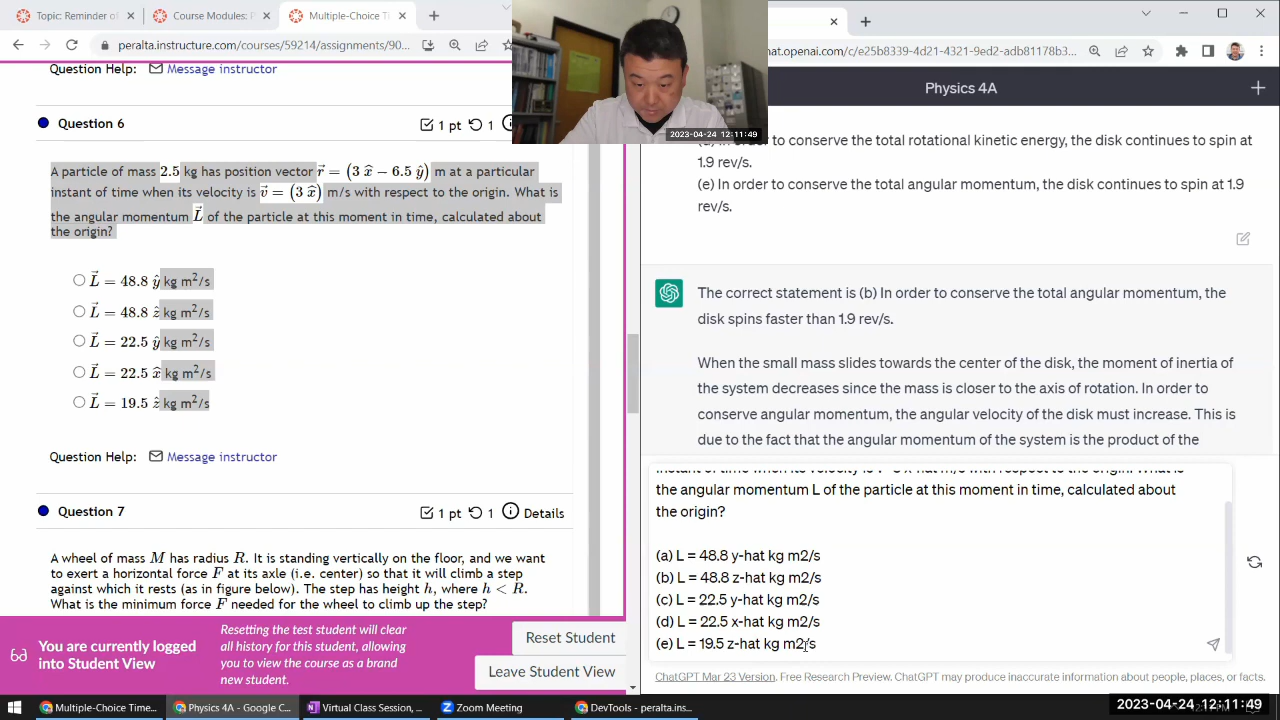 Topic: Reminder of
Course Modules: P
Multiple-Choice Ti
peralta.instructure.com/courses/59214/assignments/90...
hat.openai.com/c/e25b8339-4d21-4321-9ed2-adb81178b3...
Question Help: Message instructor
Question 6
1 pt 1
A particle of mass 2.5 kg has position vector r⃗ = (3 x̂ − 6.5 ŷ) m at a particular
instant of time when its velocity is v⃗ = (3 x̂) m/s with respect to the origin. What is
the angular momentum L⃗ of the particle at this moment in time, calculated about
the origin?
L⃗ = 48.8 ŷ kg m²/s
L⃗ = 48.8 ẑ kg m²/s
L⃗ = 22.5 ŷ kg m²/s
L⃗ = 22.5 x̂ kg m²/s
L⃗ = 19.5 ẑ kg m²/s
Question Help: Message instructor
Question 7
1 pt 1 Details
A wheel of mass M has radius R. It is standing vertically on the floor, and we want
to exert a horizontal force F at its axle (i.e. center) so that it will climb a step
against which it rests (as in figure below). The step has height h, where h < R.
What is the minimum force F needed for the wheel to climb up the step?
You are currently logged
into Student View
Resetting the test student will clear
all history for this student, allowing
you to view the course as a brand
new student.
Reset Student
Leave Student View
2023-04-24 12:11:49
Physics 4A
order to conserve the total rotational kinetic energy, the disk continues to spin at
1.9 rev/s.
(e) In order to conserve the total angular momentum, the disk continues to spin at 1.9
rev/s.
The correct statement is (b) In order to conserve the total angular momentum, the
disk spins faster than 1.9 rev/s.
When the small mass slides towards the center of the disk, the moment of inertia of
the system decreases since the mass is closer to the axis of rotation. In order to
conserve angular momentum, the angular velocity of the disk must increase. This is
due to the fact that the angular momentum of the system is the product of the
the angular momentum L of the particle at this moment in time, calculated about
the origin?
(a) L = 48.8 y-hat kg m2/s
(b) L = 48.8 z-hat kg m2/s
(c) L = 22.5 y-hat kg m2/s
(d) L = 22.5 x-hat kg m2/s
(e) L = 19.5 z-hat kg m2/s
ChatGPT Mar 23 Version. Free Research Preview. ChatGPT may produce inaccurate information about people, places, or facts.
Multiple-Choice Time...
Physics 4A - Google C...
Virtual Class Session, ...
Zoom Meeting
DevTools - peralta.ins...
2023-04-24 12:11:49